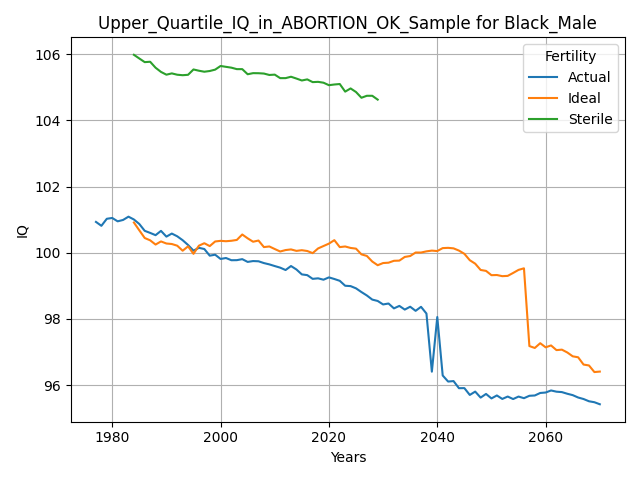 Upper_Quartile_IQ_in_ABORTION_OK_Sample for Black_Male
Fertility
Actual
Ideal
Sterile
IQ
106
104
102
100
98
96
1980
2000
2020
2040
2060
Years